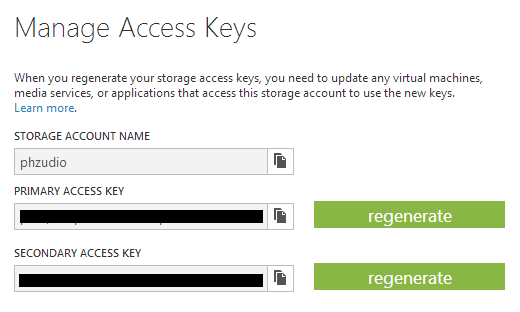 Manage Access Keys
When you regenerate your storage access keys, you need to update any virtual machines,
media services, or applications that access this storage account to use the new keys.
Learn more.
STORAGE ACCOUNT NAME
phzudio
PRIMARY ACCESS KEY
regenerate
SECONDARY ACCESS KEY
regenerate